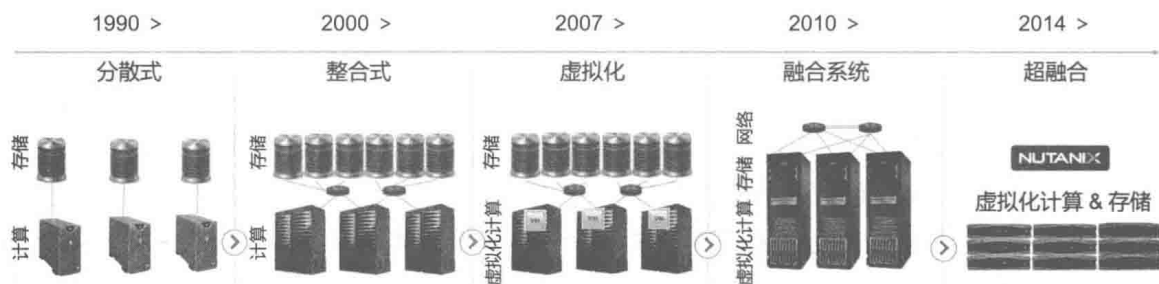 1990 >
2000 >
2007 >
2010 >
2014 >
分散式
整合式
虚拟化
融合系统
超融合
存储
计算
存储
计算
存储
虚拟化计算
网络
存储
虚拟化计算
NUTANIX
虚拟化计算 & 存储